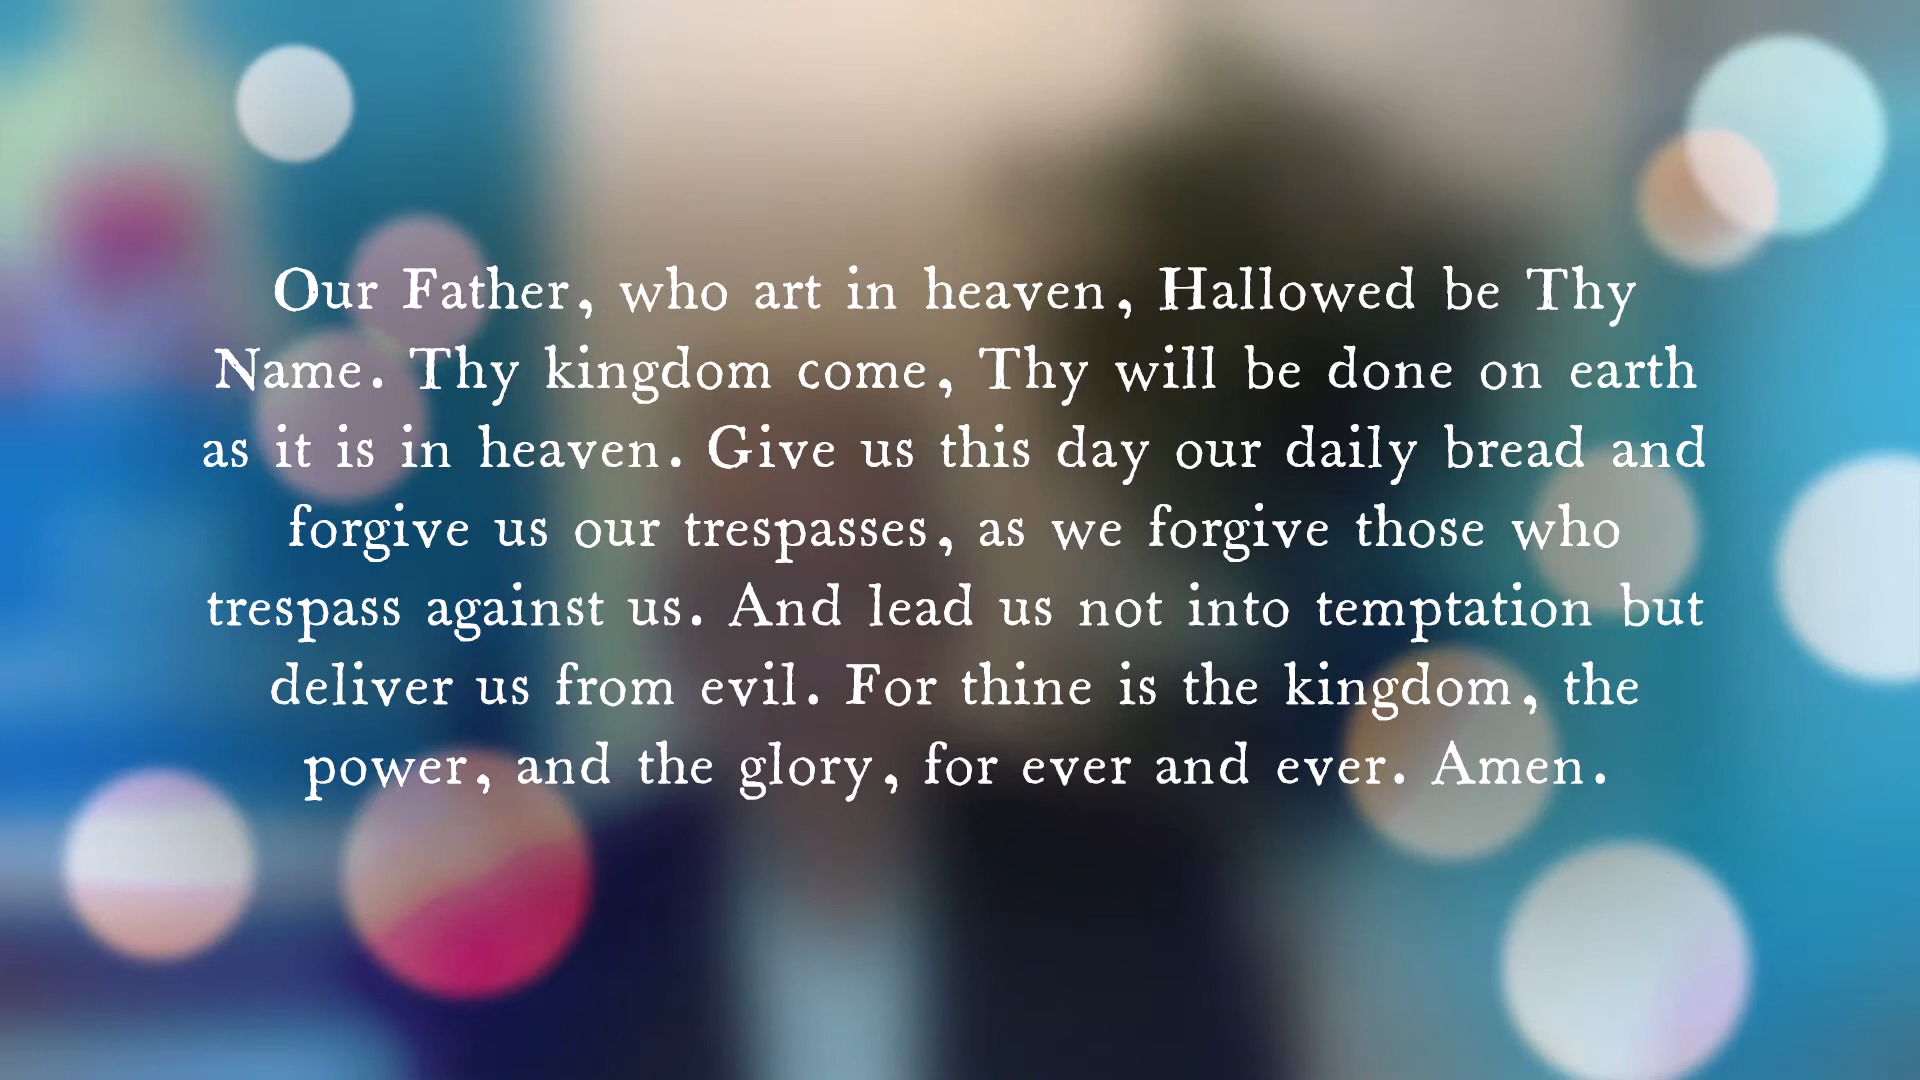 Our Father, who art in heaven, Hallowed be Thy
Name. Thy kingdom come, Thy will be done on earth
as it is in heaven. Give us this day our daily bread and
forgive us our trespasses, as we forgive those who
trespass against us. And lead us not into temptation but
deliver us from evil. For thine is the kingdom, the
power, and the glory, for ever and ever. Amen.